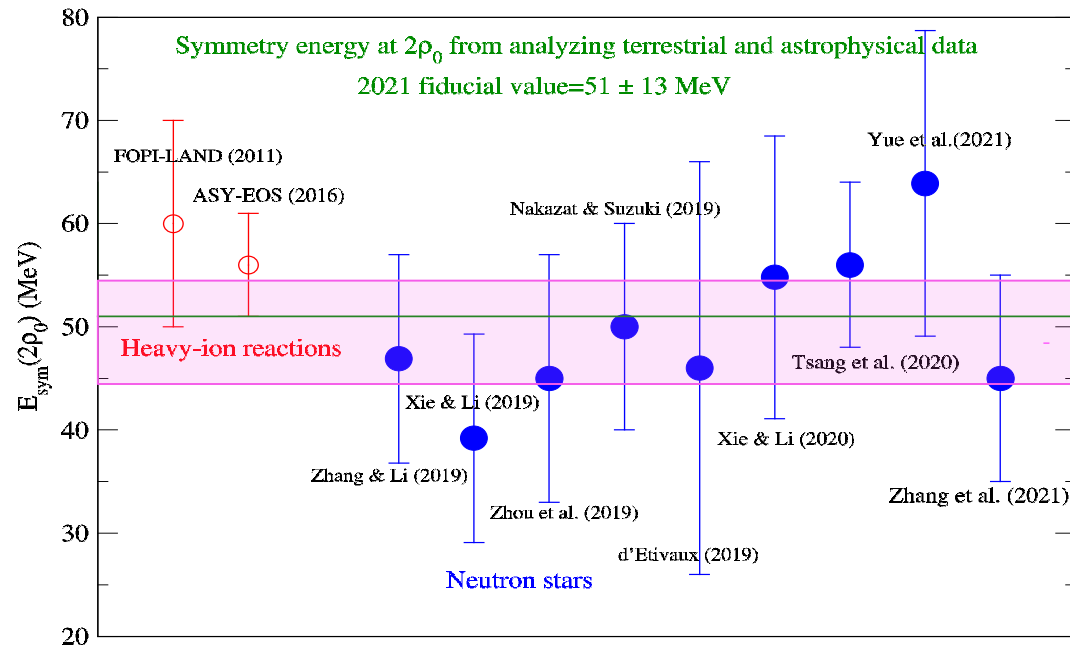 80
70
60
50
40
30
20
E_sym(2ρ_0) (MeV)
Symmetry energy at 2ρ_0 from analyzing terrestrial and astrophysical data
2021 fiducial value=51 ± 13 MeV
FOPI-LAND (2011)
ASY-EOS (2016)
Heavy-ion reactions
Zhang & Li (2019)
Xie & Li (2019)
Zhou et al. (2019)
Nakazat & Suzuki (2019)
d'Etivaux (2019)
Xie & Li (2020)
Tsang et al. (2020)
Yue et al.(2021)
Zhang et al. (2021)
Neutron stars